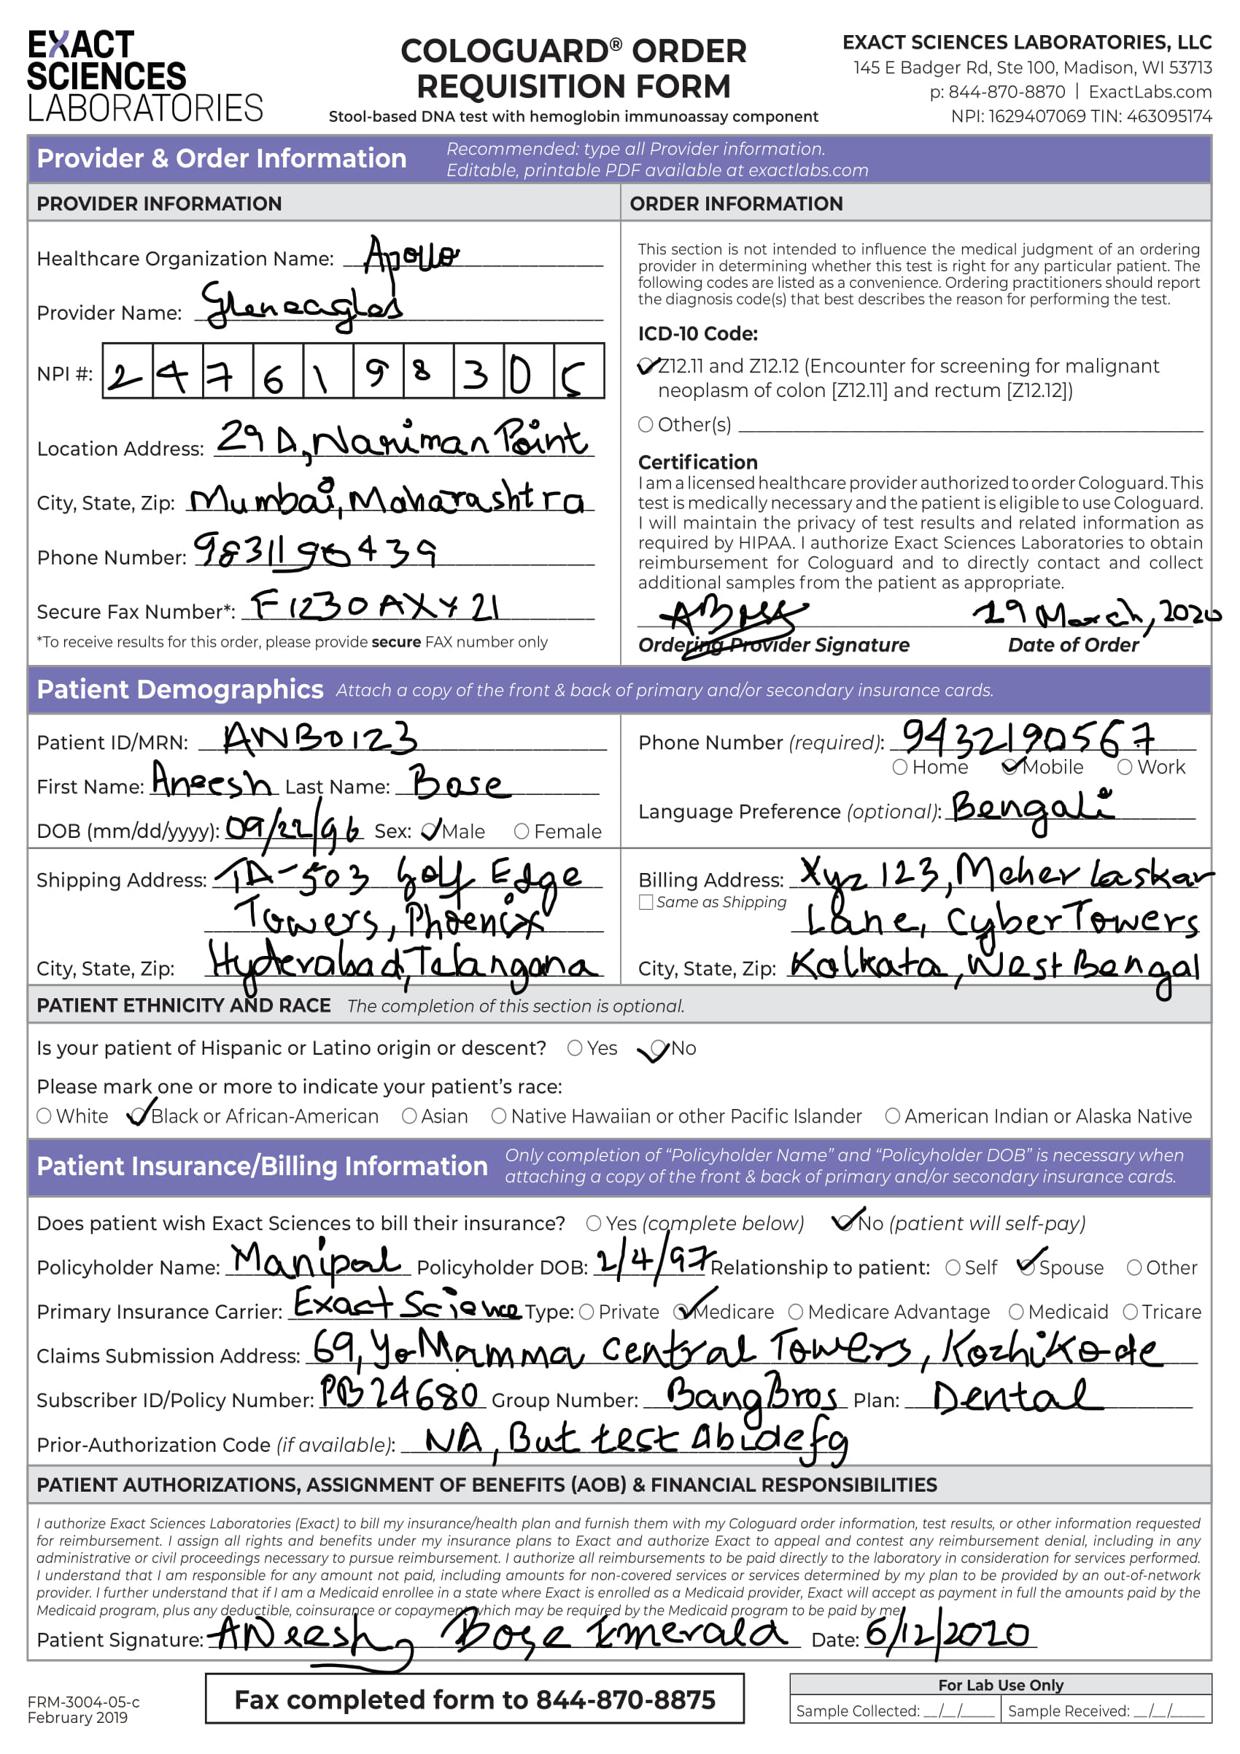 EXACT
SCIENCES
LABORATORIES
COLOGUARD® ORDER
REQUISITION FORM
Stool-based DNA test with hemoglobin immunoassay component
EXACT SCIENCES LABORATORIES, LLC
145 E Badger Rd, Ste 100, Madison, WI 53713
p: 844-870-8870 | ExactLabs.com
NPI: 1629407069 TIN: 463095174
Provider & Order Information
Recommended: type all Provider information.
Editable, printable PDF available at exactlabs.com
PROVIDER INFORMATION
Healthcare Organization Name: Apollo
Provider Name: Gleneagles
NPI #: 2 4 7 6 1 9 8 3 0 5
Location Address: 29 D, Nariman Point
City, State, Zip: Mumbai, Maharashtra
Phone Number: 9831196439
Secure Fax Number*: F1230AXY21
*To receive results for this order, please provide secure FAX number only
ORDER INFORMATION
This section is not intended to influence the medical judgment of an ordering
provider in determining whether this test is right for any particular patient. The
following codes are listed as a convenience. Ordering practitioners should report
the diagnosis code(s) that best describes the reason for performing the test.
ICD-10 Code:
Z12.11 and Z12.12 (Encounter for screening for malignant
neoplasm of colon [Z12.11] and rectum [Z12.12])
Other(s)
Certification
I am a licensed healthcare provider authorized to order Cologuard. This
test is medically necessary and the patient is eligible to use Cologuard.
I will maintain the privacy of test results and related information as
required by HIPAA. I authorize Exact Sciences Laboratories to obtain
reimbursement for Cologuard and to directly contact and collect
additional samples from the patient as appropriate.
29 March, 2020
Ordering Provider Signature Date of Order
Patient Demographics Attach a copy of the front & back of primary and/or secondary insurance cards.
Patient ID/MRN: ANB0123
First Name: Aneesh Last Name: Bose
DOB (mm/dd/yyyy): 09/22/96 Sex: Male Female
Phone Number (required): 9432190567
Home Mobile Work
Language Preference (optional): Bengali
Shipping Address: TA-503 Golf Edge
Towers, Phoenix
City, State, Zip: Hyderabad, Telangana
Billing Address: Xyz 123, Meher Laskar
Same as Shipping
Lane, Cyber Towers
City, State, Zip: Kolkata, West Bengal
PATIENT ETHNICITY AND RACE The completion of this section is optional.
Is your patient of Hispanic or Latino origin or descent? Yes No
Please mark one or more to indicate your patient's race:
White Black or African-American Asian Native Hawaiian or other Pacific Islander American Indian or Alaska Native
Patient Insurance/Billing Information
Only completion of "Policyholder Name" and "Policyholder DOB" is necessary when
attaching a copy of the front & back of primary and/or secondary insurance cards.
Does patient wish Exact Sciences to bill their insurance? Yes (complete below) No (patient will self-pay)
Policyholder Name: Manipal Policyholder DOB: 2/4/97 Relationship to patient: Self Spouse Other
Primary Insurance Carrier: Exact Science Type: Private Medicare Medicare Advantage Medicaid Tricare
Claims Submission Address: 69, Yo Mamma Central Towers, Kozhikode
Subscriber ID/Policy Number: PB24680 Group Number: BangBros Plan: Dental
Prior-Authorization Code (if available): NA, But test Abidefg
PATIENT AUTHORIZATIONS, ASSIGNMENT OF BENEFITS (AOB) & FINANCIAL RESPONSIBILITIES
I authorize Exact Sciences Laboratories (Exact) to bill my insurance/health plan and furnish them with my Cologuard order information, test results, or other information requested
for reimbursement. I assign all rights and benefits under my insurance plans to Exact and authorize Exact to appeal and contest any reimbursement denial, including in any
administrative or civil proceedings necessary to pursue reimbursement. I authorize all reimbursements to be paid directly to the laboratory in consideration for services performed.
I understand that I am responsible for any amount not paid, including amounts for non-covered services or services determined by my plan to be provided by an out-of-network
provider. I further understand that if I am a Medicaid enrollee in a state where Exact is enrolled as a Medicaid provider, Exact will accept as payment in full the amounts paid by the
Medicaid program, plus any deductible, coinsurance or copayment which may be required by the Medicaid program to be paid by me.
Patient Signature: ANeesh Bose Emerald Date: 6/12/2020
FRM-3004-05-c
February 2019
Fax completed form to 844-870-8875
For Lab Use Only
Sample Collected: __/__/____ Sample Received: __/__/____